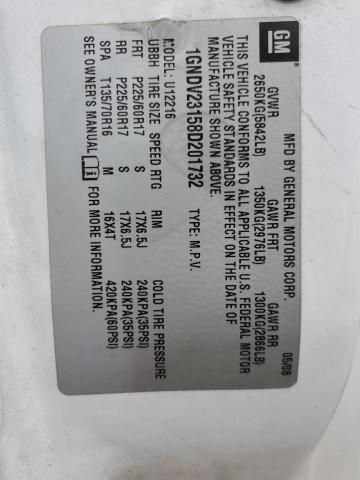 GM
MFD BY GENERAL MOTORS CORP. 05/08
GVWR GAWR FRT GAWR RR
2650KG(5842LB) 1350KG(2976LB) 1300KG(2866LB)
THIS VEHICLE CONFORMS TO ALL APPLICABLE U.S. FEDERAL MOTOR
VEHICLE SAFETY STANDARDS IN EFFECT ON THE DATE OF
MANUFACTURE SHOWN ABOVE.
1GNDV23158D201732 TYPE: M.P.V.
MODEL: U12216
UBBH TIRE SIZE SPEED RTG RIM COLD TIRE PRESSURE
FRT P225/60R17 S 17X6.5J 240KPA(35PSI)
RR P225/60R17 S 17X6.5J 240KPA(35PSI)
SPA T135/70R16 M 16X4T 420KPA(60PSI)
SEE OWNER'S MANUAL FOR MORE INFORMATION.